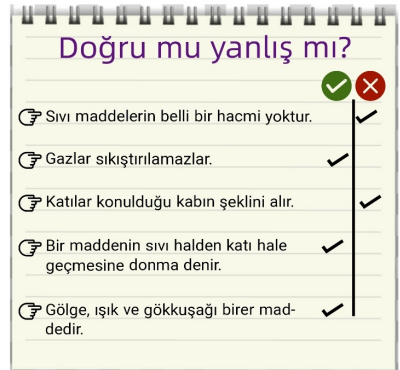 Doğru mu yanlış mı?
Sıvı maddelerin belli bir hacmi yoktur.
Gazlar sıkıştırılamazlar.
Katılar konulduğu kabın şeklini alır.
Bir maddenin sıvı halden katı hale
geçmesine donma denir.
Gölge, ışık ve gökkuşağı birer mad-
dedir.